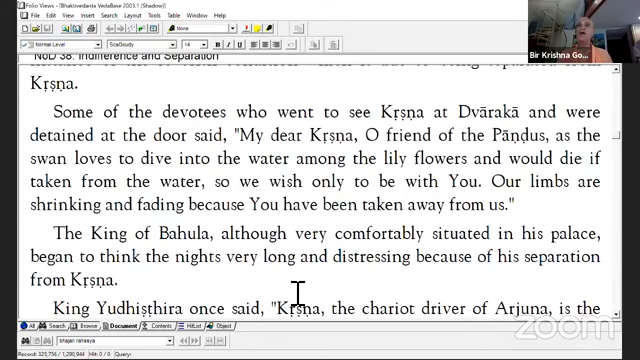 Folio Views - [Bhaktivedanta VedaBase 2003.1 (Shadow)]
File Edit View Search Insert Layout Tools Window Help
None
Normal Level ScaGoudy 14 B I U
NoD 38: Indifference and Separation
Kṛṣṇa.
Some of the devotees who went to see Kṛṣṇa at Dvārakā and were
detained at the door said, "My dear Kṛṣṇa, O friend of the Pāṇḍus, as the
swan loves to dive into the water among the lily flowers and would die if
taken from the water, so we wish only to be with You. Our limbs are
shrinking and fading because You have been taken away from us."
The King of Bahula, although very comfortably situated in his palace,
began to think the nights very long and distressing because of his separation
from Kṛṣṇa.
King Yudhiṣṭhira once said, "Kṛṣṇa, the chariot driver of Arjuna, is the
All Search Browse Document Contents HitList Object
bhajan rahasya
Record: 325,756 / 1,298,944 Hit: 0 / 0 Query:
Bir Krishna Go...
zoom